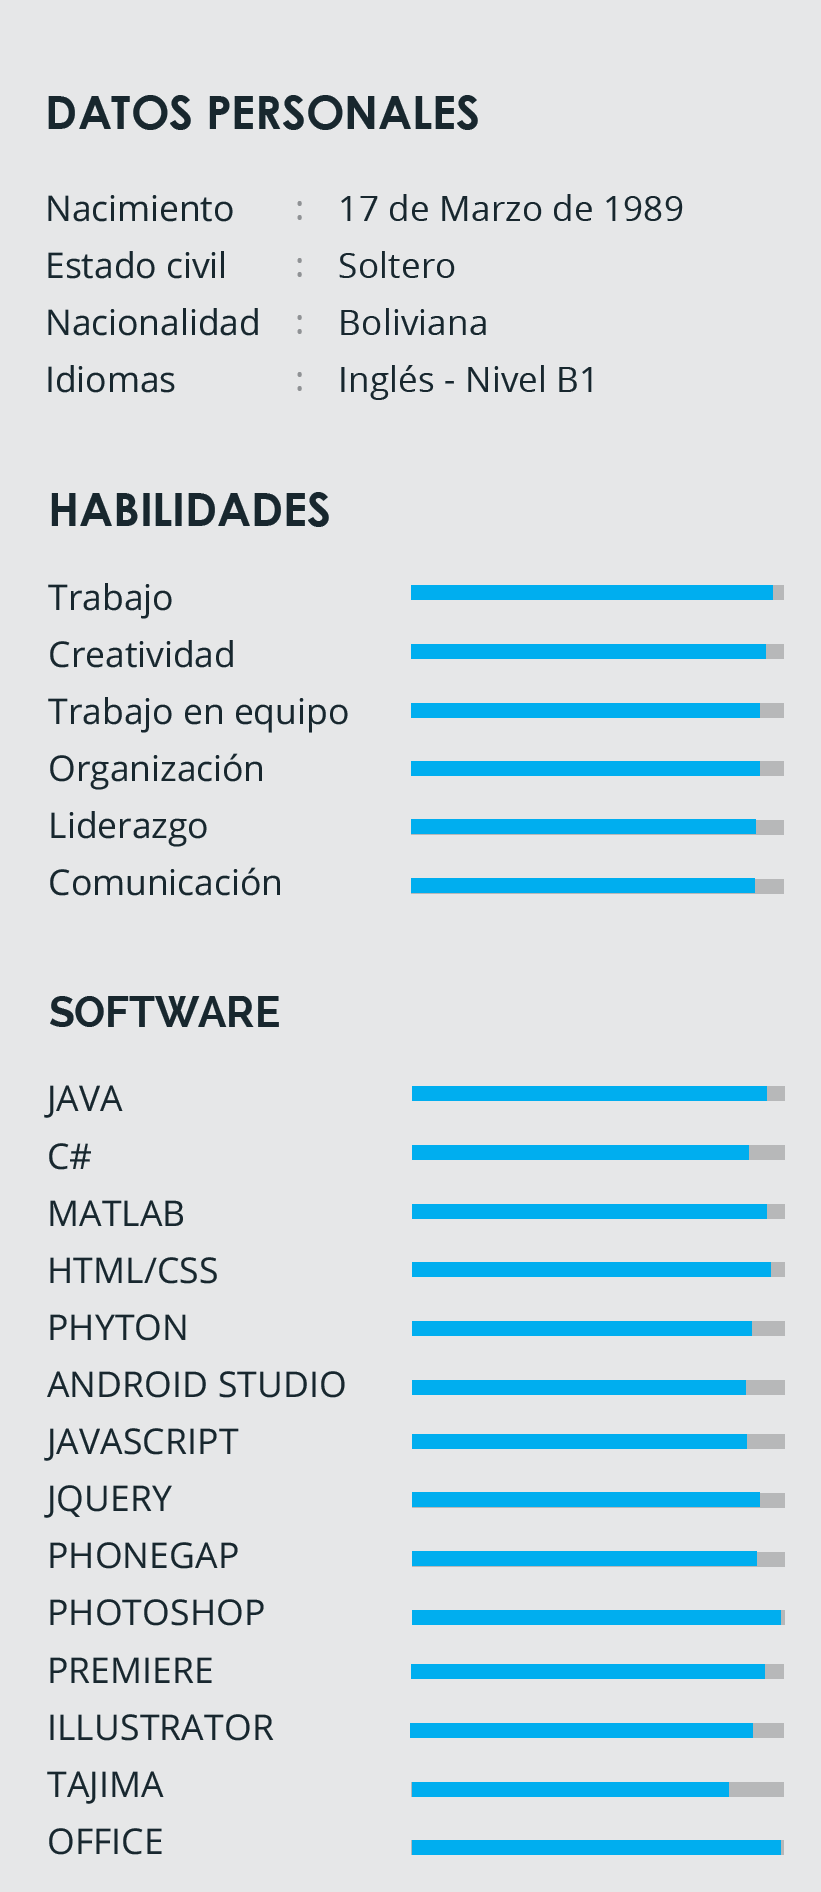 DATOS PERSONALES
Nacimiento : 17 de Marzo de 1989
Estado civil : Soltero
Nacionalidad : Boliviana
Idiomas : Inglés - Nivel B1
HABILIDADES
Trabajo
Creatividad
Trabajo en equipo
Organización
Liderazgo
Comunicación
SOFTWARE
JAVA
C#
MATLAB
HTML/CSS
PHYTON
ANDROID STUDIO
JAVASCRIPT
JQUERY
PHONEGAP
PHOTOSHOP
PREMIERE
ILLUSTRATOR
TAJIMA
OFFICE